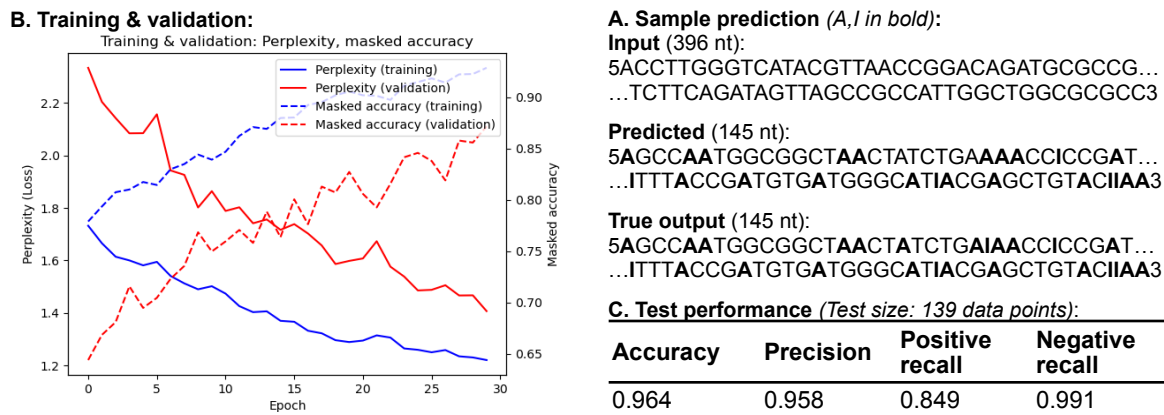 B. Training & validation:
Training & validation: Perplexity, masked accuracy
Perplexity (training)
Perplexity (validation)
Masked accuracy (training)
Masked accuracy (validation)
Perplexity (Loss)
2.2
2.0
1.8
1.6
1.4
1.2
0.90
0.85
0.80
0.75
0.70
0.65
Masked accuracy
0 5 10 15 20 25 30
Epoch
A. Sample prediction (A,I in bold):
Input (396 nt):
5ACCTTGGGTCATACGTTAACCGGACAGATGCGCCG…
…TCTTCAGATAGTTAGCCGCCATTGGCTGGCGCGCC3
Predicted (145 nt):
5AGCCAATGGCGGCTAACTATCTGAAAACCICCGAT…
…ITTTACCGATGTGATGGGCATIACGAGCTGTACIIAA3
True output (145 nt):
5AGCCAATGGCGGCTAACTATCTGAIAACCICCGAT…
…ITTTACCGATGTGATGGGCATIACGAGCTGTACIIAA3
C. Test performance (Test size: 139 data points):
Accuracy Precision Positive recall Negative recall
0.964 0.958 0.849 0.991